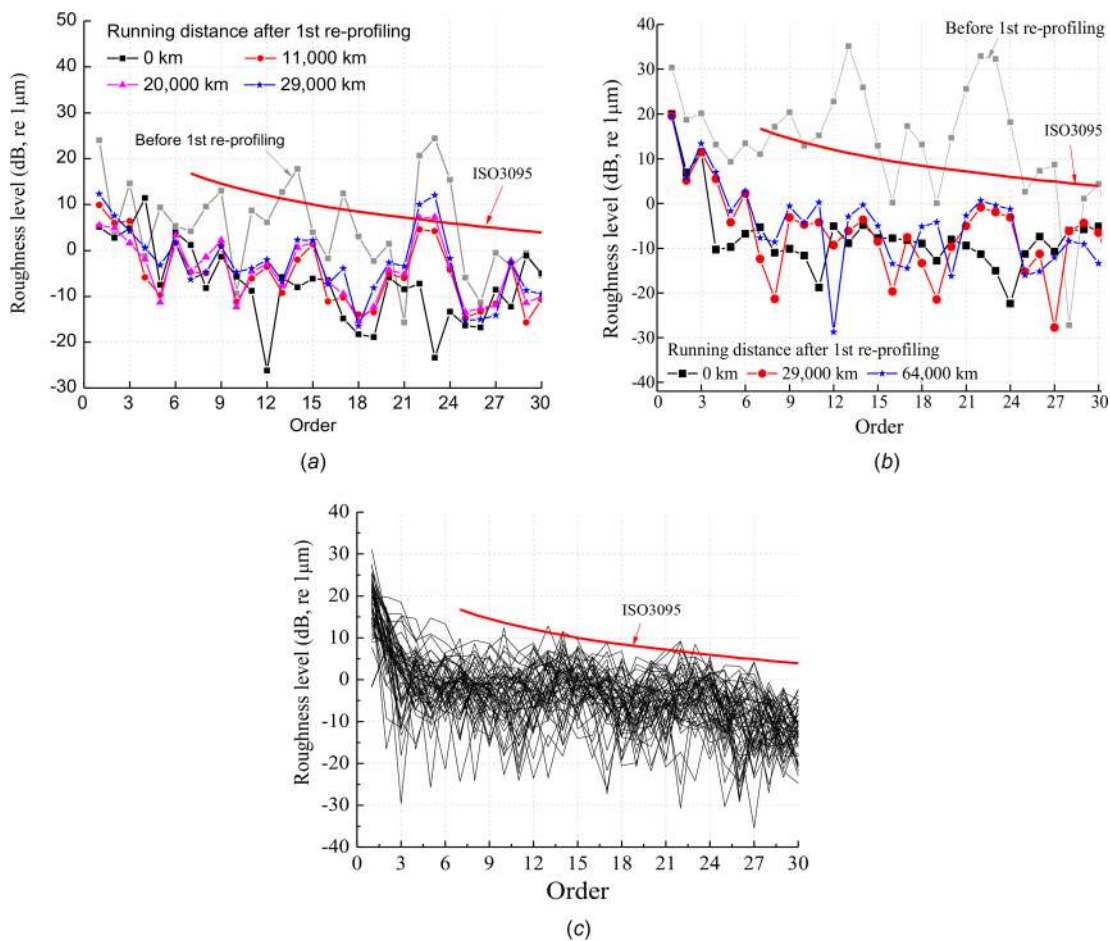 Running distance after 1st re-profiling
0 km 11,000 km
20,000 km 29,000 km
Before 1st re-profiling
ISO3095
Roughness level (dB, re 1μm)
50
40
30
20
10
0
-10
-20
-30
0 3 6 9 12 15 18 21 24 27 30
Order
(a)
Before 1st re-profiling
ISO3095
Roughness level (dB, re 1μm)
40
30
20
10
0
-10
-20
-30
-40
Running distance after 1st re-profiling
0 km 29,000 km 64,000 km
0 3 6 9 12 15 18 21 24 27 30
Order
(b)
ISO3095
Roughness level (dB, re 1μm)
40
30
20
10
0
-10
-20
-30
-40
3 6 9 12 15 18 21 24 27 30
Order
(c)